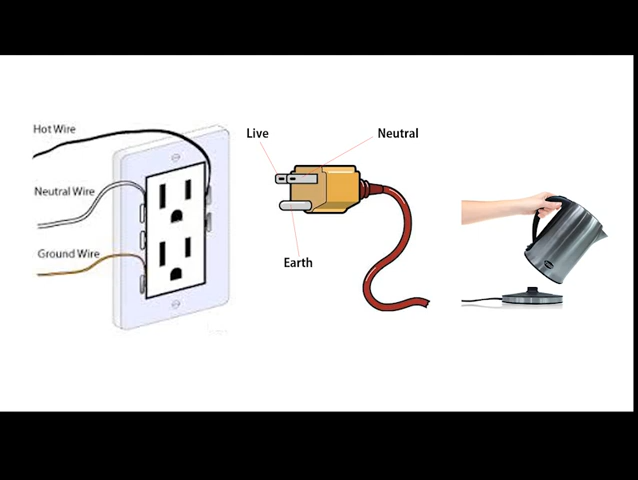 Hot Wire
Live
Neutral
Neutral Wire
Ground Wire
Earth